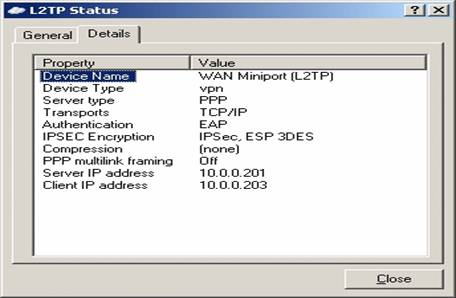 L2TP Status
General Details
Property Value
Device Name WAN Miniport (L2TP)
Device Type vpn
Server type PPP
Transports TCP/IP
Authentication EAP
IPSEC Encryption IPSec, ESP 3DES
Compression (none)
PPP multilink framing Off
Server IP address 10.0.0.201
Client IP address 10.0.0.203
Close